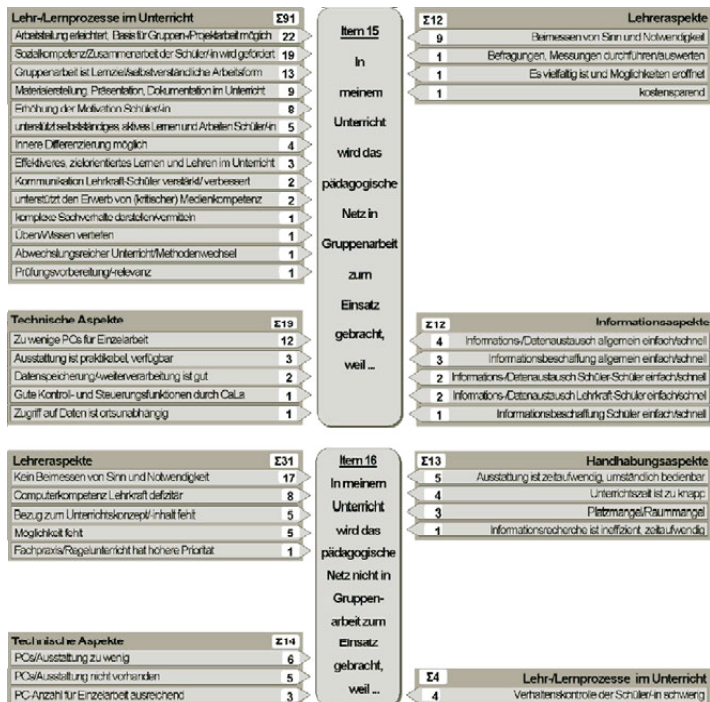 Lehr-/Lernprozesse im Unterricht Σ91
Arbeitsteilung erleichtert, Basis für Gruppen-/Projektarbeit möglich 22
Sozialkompetenz/Zusammenarbeit der Schüler/-in wird gefördert 19
Gruppenarbeit ist Lernziel/selbstverständliche Arbeitsform 13
Materialerstellung, Präsentation, Dokumentation im Unterricht 9
Erhöhung der Motivation Schüler/-in 8
unterstützt selbstständiges, aktives Lernen und Arbeiten Schüler/-in 5
Innere Differenzierung möglich 4
Effektiveres, zielorientiertes Lernen und Lehren im Unterricht 3
Kommunikation Lehrkraft-Schüler verstärkt/verbessert 2
unterstützt den Erwerb von (kritischer) Medienkompetenz 2
komplexe Sachverhalte darstellen/vermitteln 1
Üben/Wissen vertiefen 1
Abwechslungsreicher Unterricht/Methodenwechsel 1
Prüfungsvorbereitung/-relevanz 1
Technische Aspekte Σ19
Zu wenige PCs für Einzelarbeit 12
Ausstattung ist praktikabel, verfügbar 3
Datenspeicherung/-weiterverarbeitung ist gut 2
Gute Kontroll- und Steuerungsfunktionen durch CaLa 1
Zugriff auf Daten ist ortsunabhängig 1
Item 15
In
meinem
Unterricht
wird das
pädagogische
Netz in
Gruppenarbeit
zum
Einsatz
gebracht,
weil ...
Σ12 Lehreraspekte
9 Beimessen von Sinn und Notwendigkeit
1 Befragungen, Messungen durchführen/auswerten
1 Es vielfältig ist und Möglichkeiten eröffnet
1 kostensparend
Σ12 Informationsaspekte
4 Informations-/Datenaustausch allgemein einfach/schnell
3 Informationsbeschaffung allgemein einfach/schnell
2 Informations-/Datenaustausch Schüler-Schüler einfach/schnell
2 Informations-/Datenaustausch Lehrkraft-Schüler einfach/schnell
1 Informationsbeschaffung Schüler einfach/schnell
Lehreraspekte Σ31
Kein Beimessen von Sinn und Notwendigkeit 17
Computerkompetenz Lehrkraft defizitär 8
Bezug zum Unterrichtskonzept/-inhalt fehlt 5
Möglichkeit fehlt 5
Fachpraxis/Regelunterricht hat höhere Priorität 1
Technische Aspekte Σ14
PCs/Ausstattung zu wenig 6
PCs/Ausstattung nicht vorhanden 5
PC-Anzahl für Einzelarbeit ausreichend 3
Item 16
In meinem
Unterricht
wird das
pädagogische
Netz nicht in
Gruppen-
arbeit zum
Einsatz
gebracht,
weil ...
Σ13 Handhabungsaspekte
5 Ausstattung ist zeitaufwendig, umständlich bedienbar
4 Unterrichtszeit ist zu knapp
3 Platzmangel/Raummangel
1 Informationsrecherche ist ineffizient, zeitaufwendig
Σ4 Lehr-/Lernprozesse im Unterricht
4 Verhaltenskontrolle der Schüler/-in schwierig